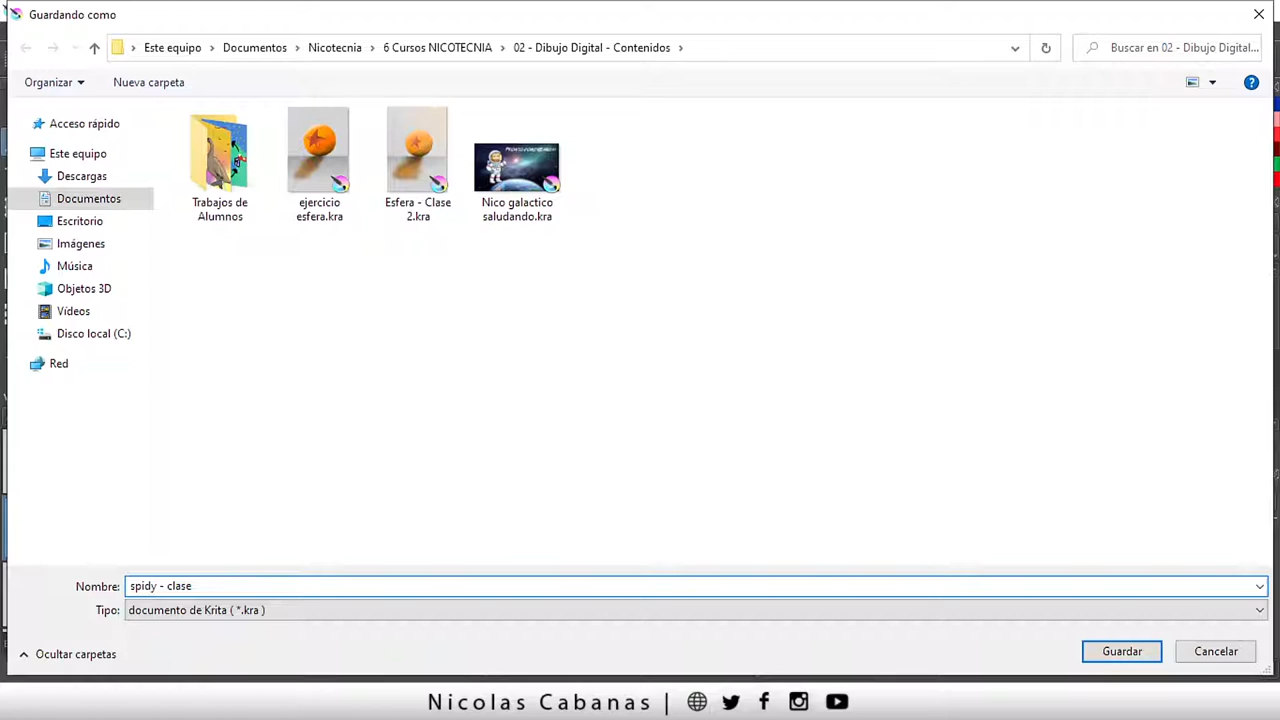 Guardando como
Este equipo > Documentos > Nicotecnia > 6 Cursos NICOTECNIA > 02 - Dibujo Digital - Contenidos >
Buscar en 02 - Dibujo Digital...
Organizar
Nueva carpeta
Acceso rápido
Este equipo
Descargas
Documentos
Escritorio
Imágenes
Música
Objetos 3D
Vídeos
Disco local (C:)
Red
Trabajos de
Alumnos
ejercicio
esfera.kra
Esfera - Clase
2.kra
Nico galactico
saludando.kra
Nombre: spidy - clase
Tipo: documento de Krita ( *.kra )
Ocultar carpetas
Guardar
Cancelar
Nicolas Cabanas |